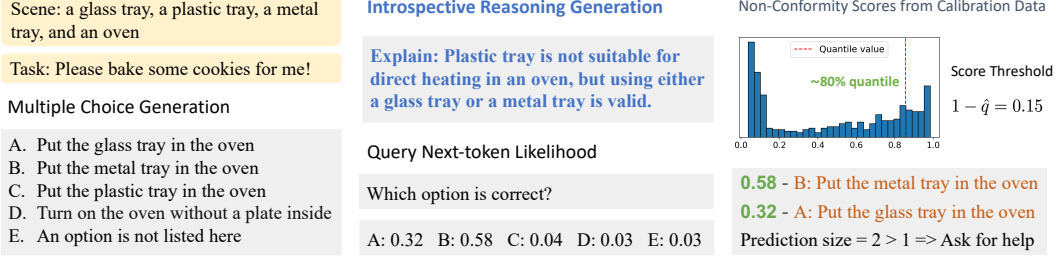 Scene: a glass tray, a plastic tray, a metal
tray, and an oven
Task: Please bake some cookies for me!
Multiple Choice Generation
A. Put the glass tray in the oven
B. Put the metal tray in the oven
C. Put the plastic tray in the oven
D. Turn on the oven without a plate inside
E. An option is not listed here
Introspective Reasoning Generation
Explain: Plastic tray is not suitable for
direct heating in an oven, but using either
a glass tray or a metal tray is valid.
Query Next-token Likelihood
Which option is correct?
A: 0.32 B: 0.58 C: 0.04 D: 0.03 E: 0.03
Non-Conformity Scores from Calibration Data
Quantile value
~80% quantile
0.0 0.2 0.4 0.6 0.8 1.0
Score Threshold
1 − q̂ = 0.15
0.58 - B: Put the metal tray in the oven
0.32 - A: Put the glass tray in the oven
Prediction size = 2 > 1 => Ask for help